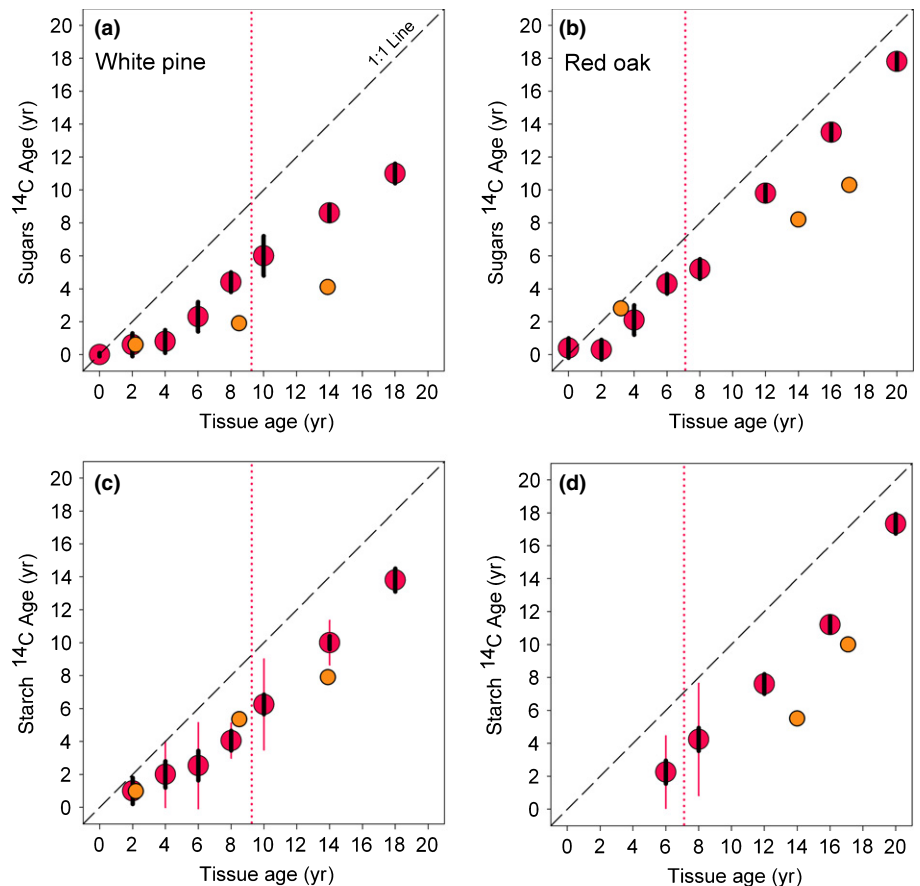 (a)
White pine
1:1 Line
Sugars ¹⁴C Age (yr)
20
18
16
14
12
10
8
6
4
2
0
0 2 4 6 8 10 12 14 16 18 20
Tissue age (yr)
(b)
Red oak
Sugars ¹⁴C Age (yr)
20
18
16
14
12
10
8
6
4
2
0
0 2 4 6 8 10 12 14 16 18 20
Tissue age (yr)
(c)
Starch ¹⁴C Age (yr)
20
18
16
14
12
10
8
6
4
2
0
0 2 4 6 8 10 12 14 16 18 20
Tissue age (yr)
(d)
Starch ¹⁴C Age (yr)
20
18
16
14
12
10
8
6
4
2
0
0 2 4 6 8 10 12 14 16 18 20
Tissue age (yr)